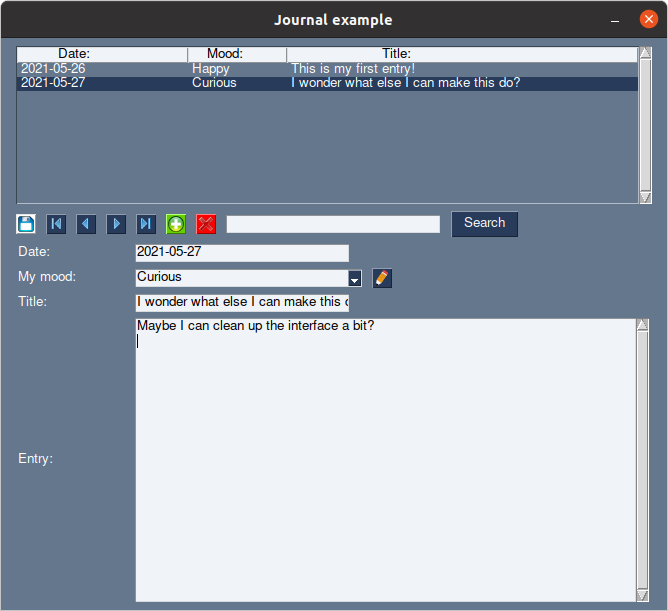 Journal example
Date: Mood: Title:
2021-05-26 Happy This is my first entry!
2021-05-27 Curious I wonder what else I can make this do?
Search
Date: 2021-05-27
My mood: Curious
Title: I wonder what else I can make this
Maybe I can clean up the interface a bit?
Entry: